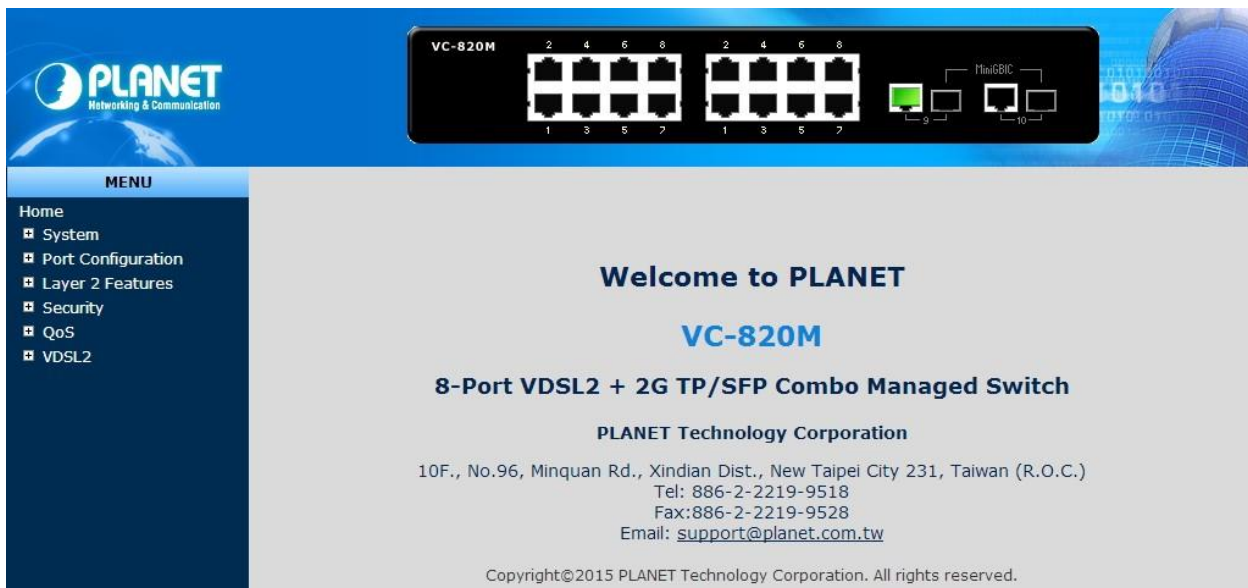 PLANET
Networking & Communication
VC-820M
2 4 6 8 2 4 6 8
MiniGBIC
1 3 5 7 1 3 5 7
9 10
MENU
Home
System
Port Configuration
Layer 2 Features
Security
QoS
VDSL2
Welcome to PLANET
VC-820M
8-Port VDSL2 + 2G TP/SFP Combo Managed Switch
PLANET Technology Corporation
10F., No.96, Minquan Rd., Xindian Dist., New Taipei City 231, Taiwan (R.O.C.)
Tel: 886-2-2219-9518
Fax:886-2-2219-9528
Email: support@planet.com.tw
Copyright©2015 PLANET Technology Corporation. All rights reserved.